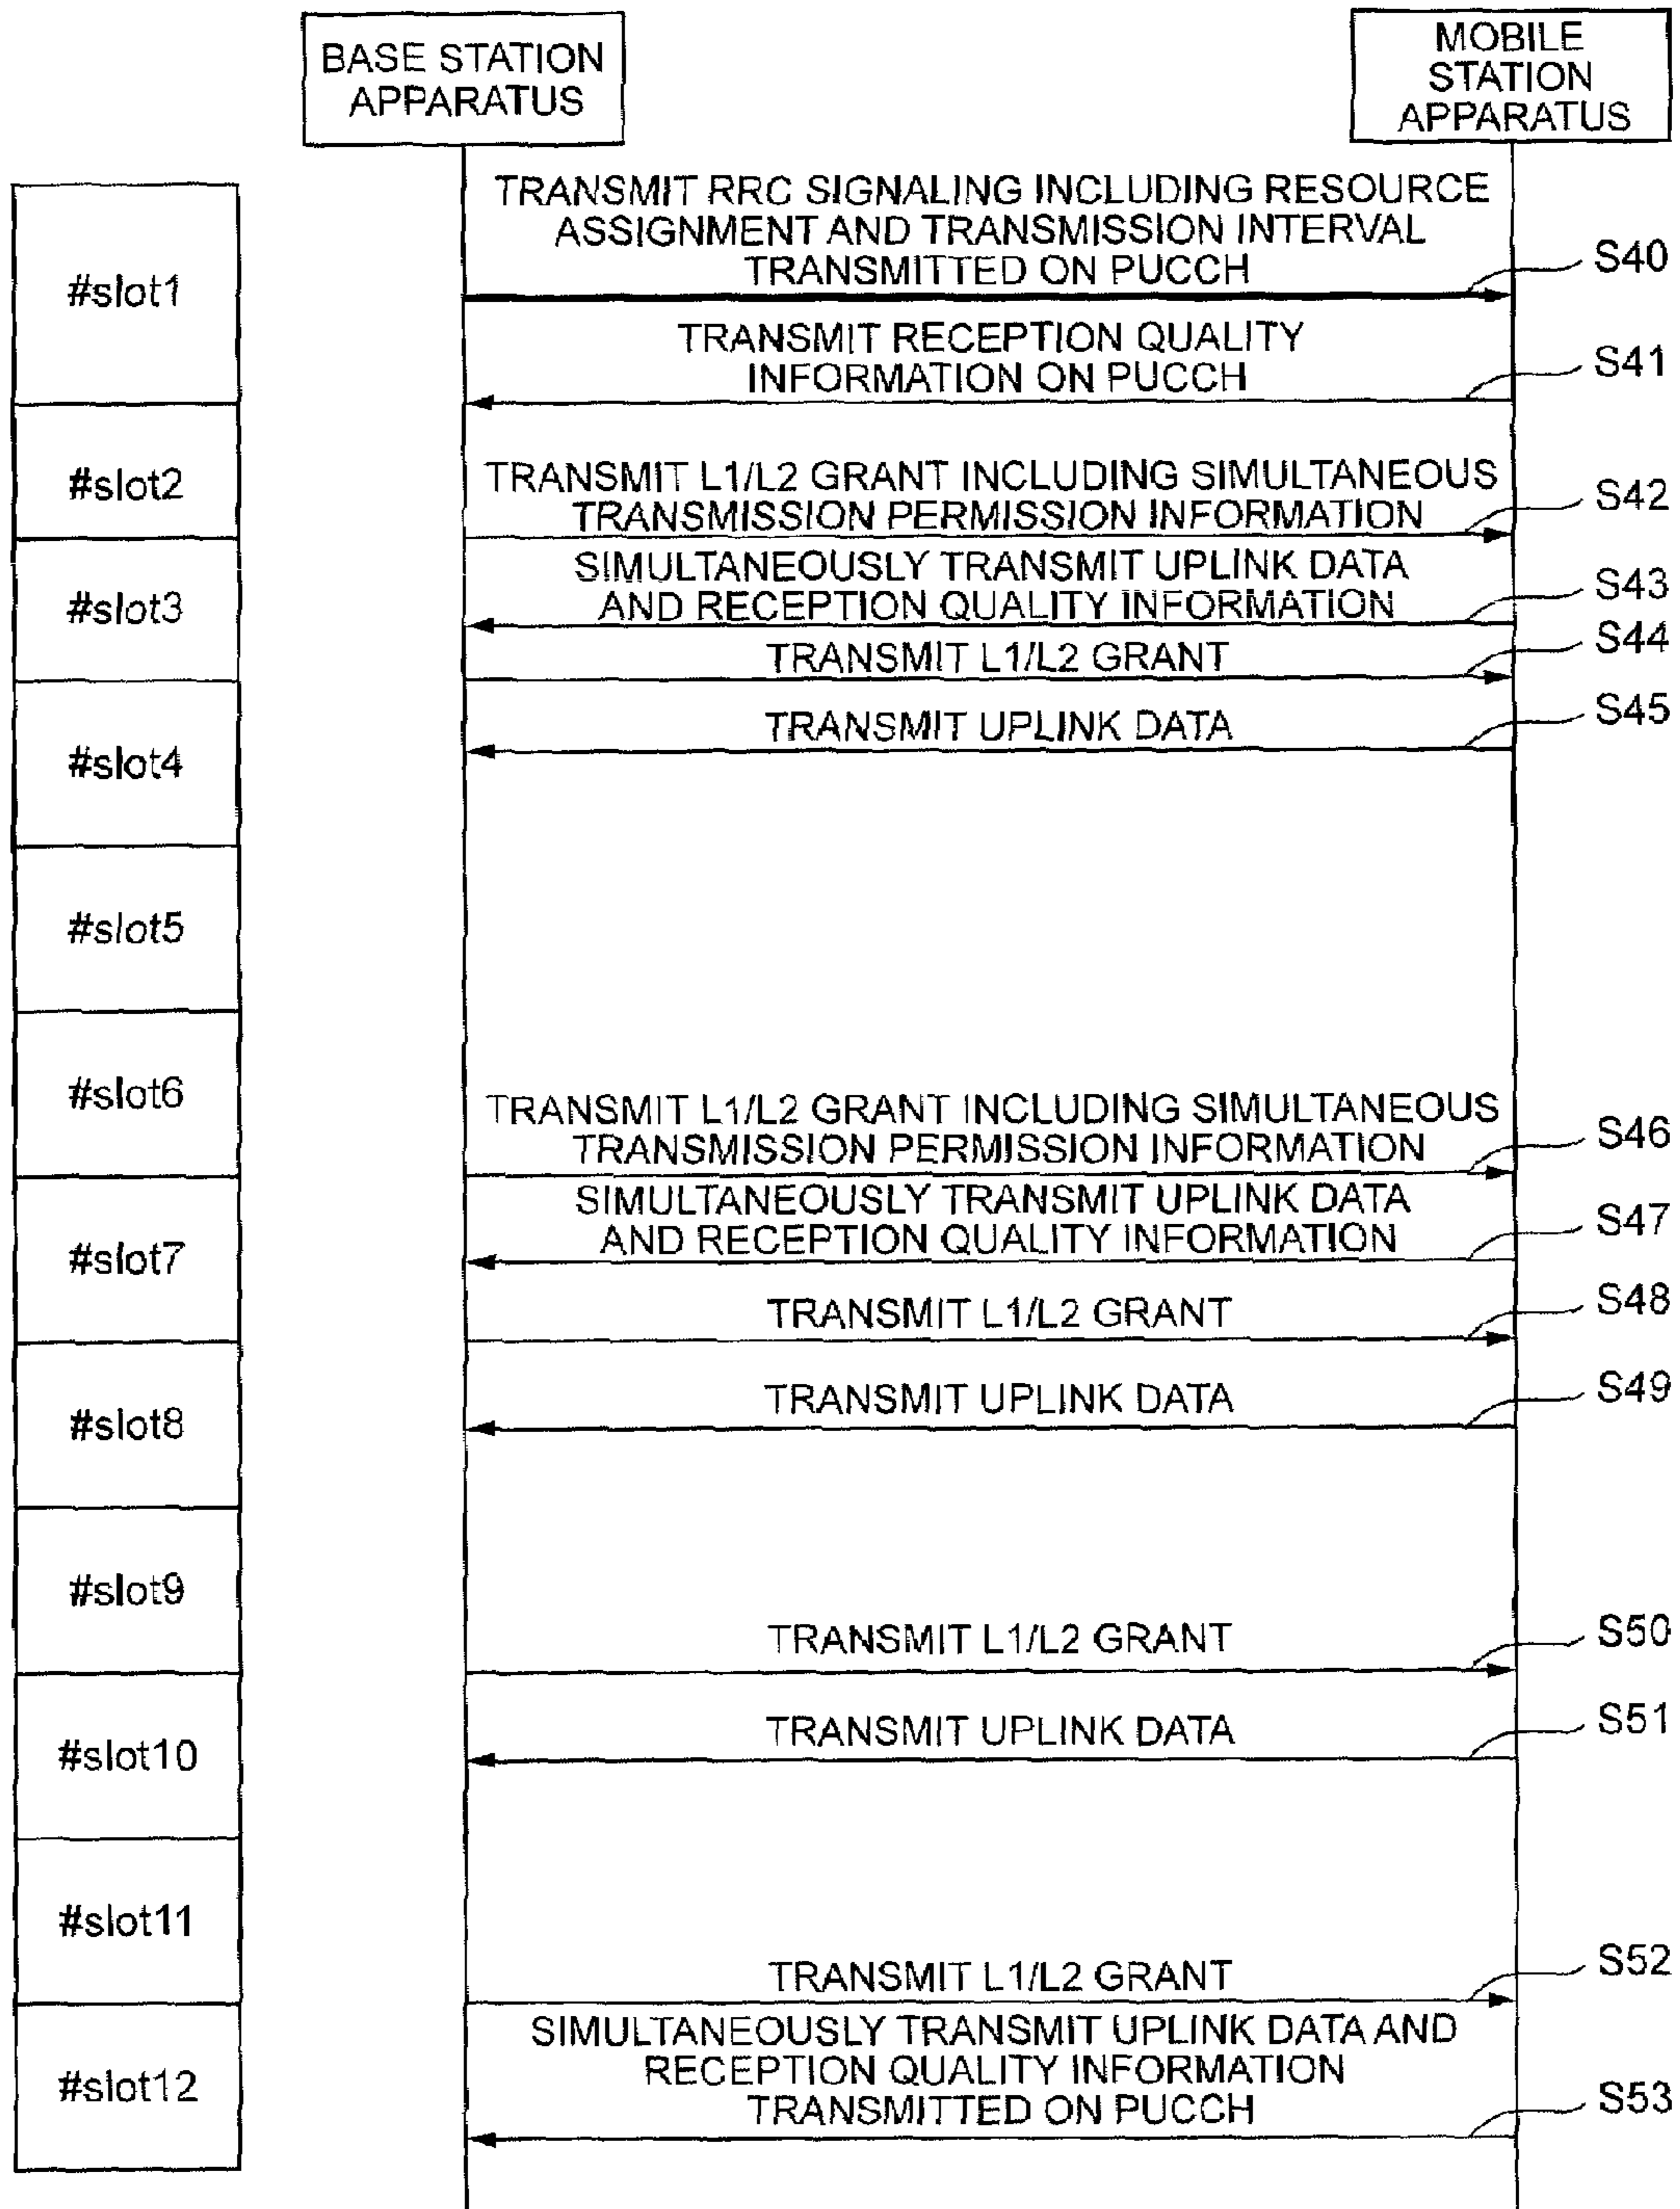 BASE STATION
APPARATUS
MOBILE
STATION
APPARATUS
#slot1
TRANSMIT RRC SIGNALING INCLUDING RESOURCE
ASSIGNMENT AND TRANSMISSION INTERVAL
TRANSMITTED ON PUCCH
S40
TRANSMIT RECEPTION QUALITY
INFORMATION ON PUCCH
S41
#slot2
TRANSMIT L1/L2 GRANT INCLUDING SIMULTANEOUS
TRANSMISSION PERMISSION INFORMATION
S42
#slot3
SIMULTANEOUSLY TRANSMIT UPLINK DATA
AND RECEPTION QUALITY INFORMATION
S43
TRANSMIT L1/L2 GRANT
S44
#slot4
TRANSMIT UPLINK DATA
S45
#slot5
#slot6
TRANSMIT L1/L2 GRANT INCLUDING SIMULTANEOUS
TRANSMISSION PERMISSION INFORMATION
S46
#slot7
SIMULTANEOUSLY TRANSMIT UPLINK DATA
AND RECEPTION QUALITY INFORMATION
S47
TRANSMIT L1/L2 GRANT
S48
#slot8
TRANSMIT UPLINK DATA
S49
#slot9
TRANSMIT L1/L2 GRANT
S50
#slot10
TRANSMIT UPLINK DATA
S51
#slot11
TRANSMIT L1/L2 GRANT
S52
#slot12
SIMULTANEOUSLY TRANSMIT UPLINK DATA AND
RECEPTION QUALITY INFORMATION
TRANSMITTED ON PUCCH
S53